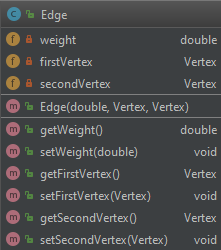 Edge
weight double
firstVertex Vertex
secondVertex Vertex
Edge(double, Vertex, Vertex)
getWeight() double
setWeight(double) void
getFirstVertex() Vertex
setFirstVertex(Vertex) void
getSecondVertex() Vertex
setSecondVertex(Vertex) void